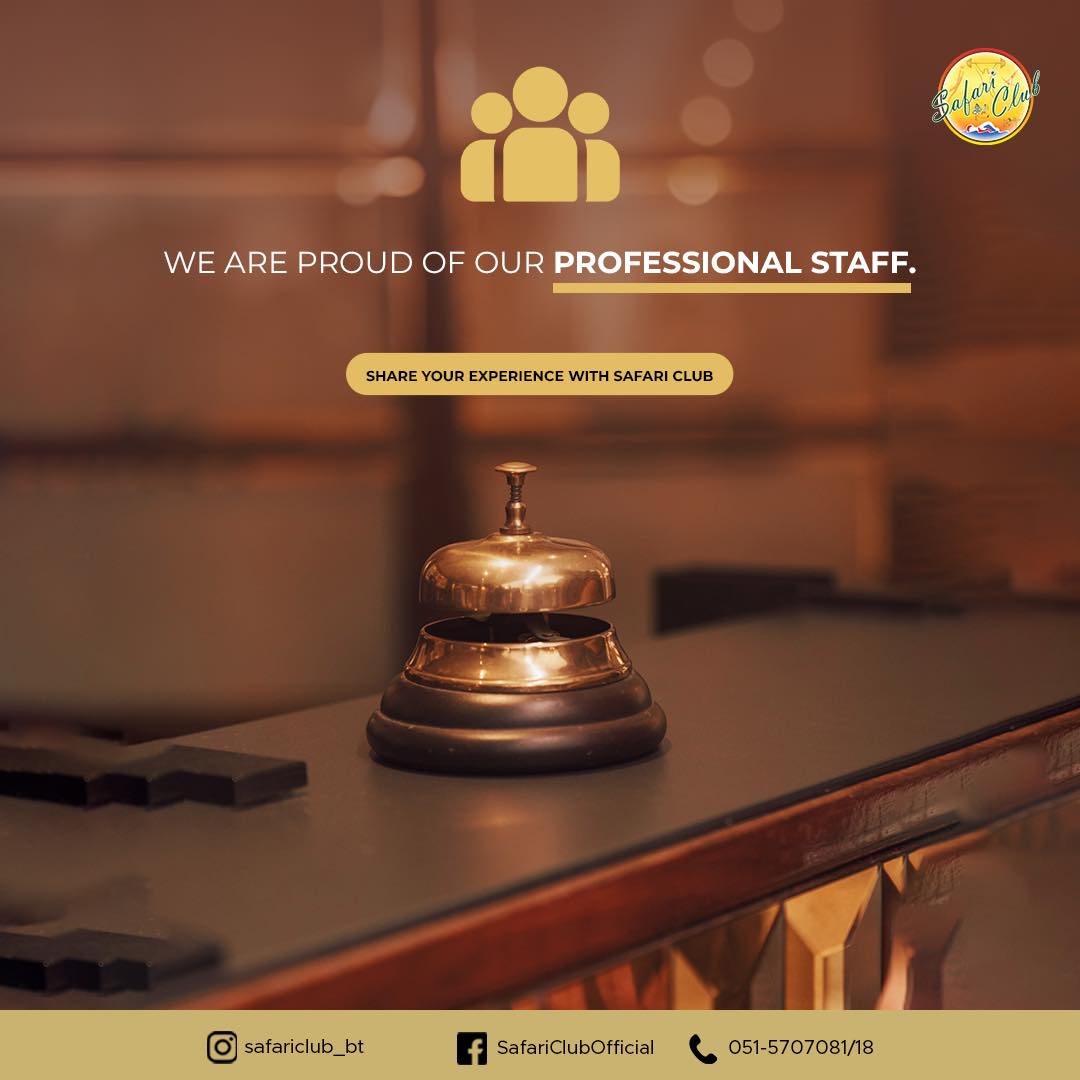 Safari Club
WE ARE PROUD OF OUR PROFESSIONAL STAFF.
SHARE YOUR EXPERIENCE WITH SAFARI CLUB
safariclub_bt SafariClubOfficial 051-5707081/18